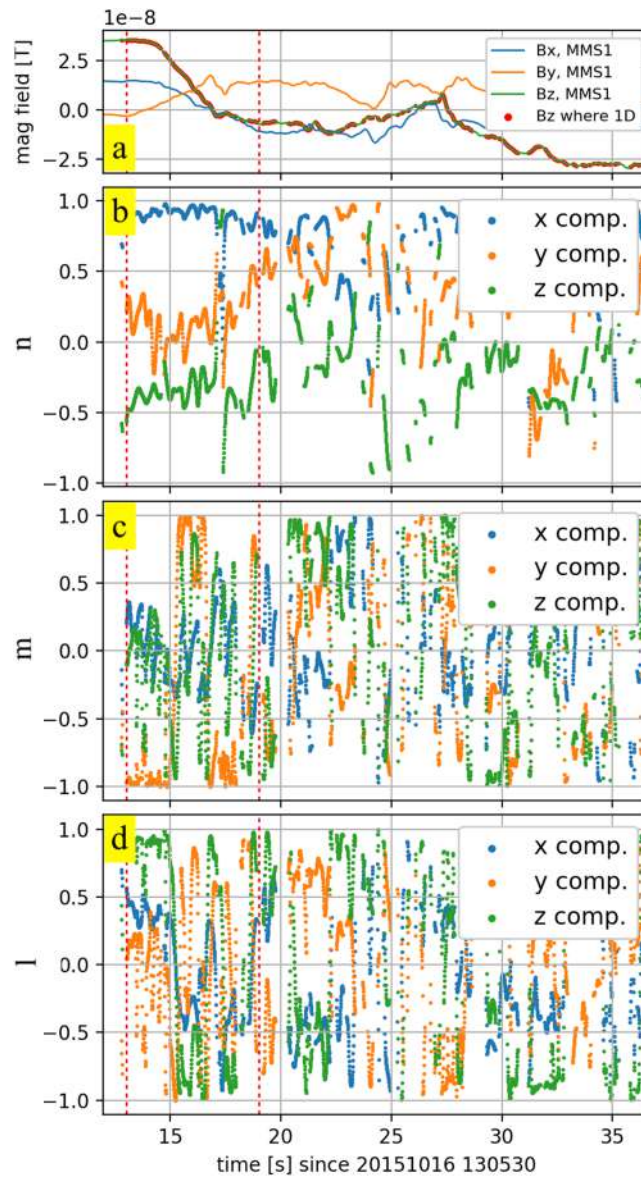 1e−8
mag field [T]
2.5
0.0
−2.5
a
Bx, MMS1
By, MMS1
Bz, MMS1
Bz where 1D
n
1.0
0.5
0.0
−0.5
−1.0
b
x comp.
y comp.
z comp.
m
1.0
0.5
0.0
−0.5
−1.0
c
x comp.
y comp.
z comp.
l
1.0
0.5
0.0
−0.5
−1.0
d
x comp.
y comp.
z comp.
15 20 25 30 35
time [s] since 20151016 130530